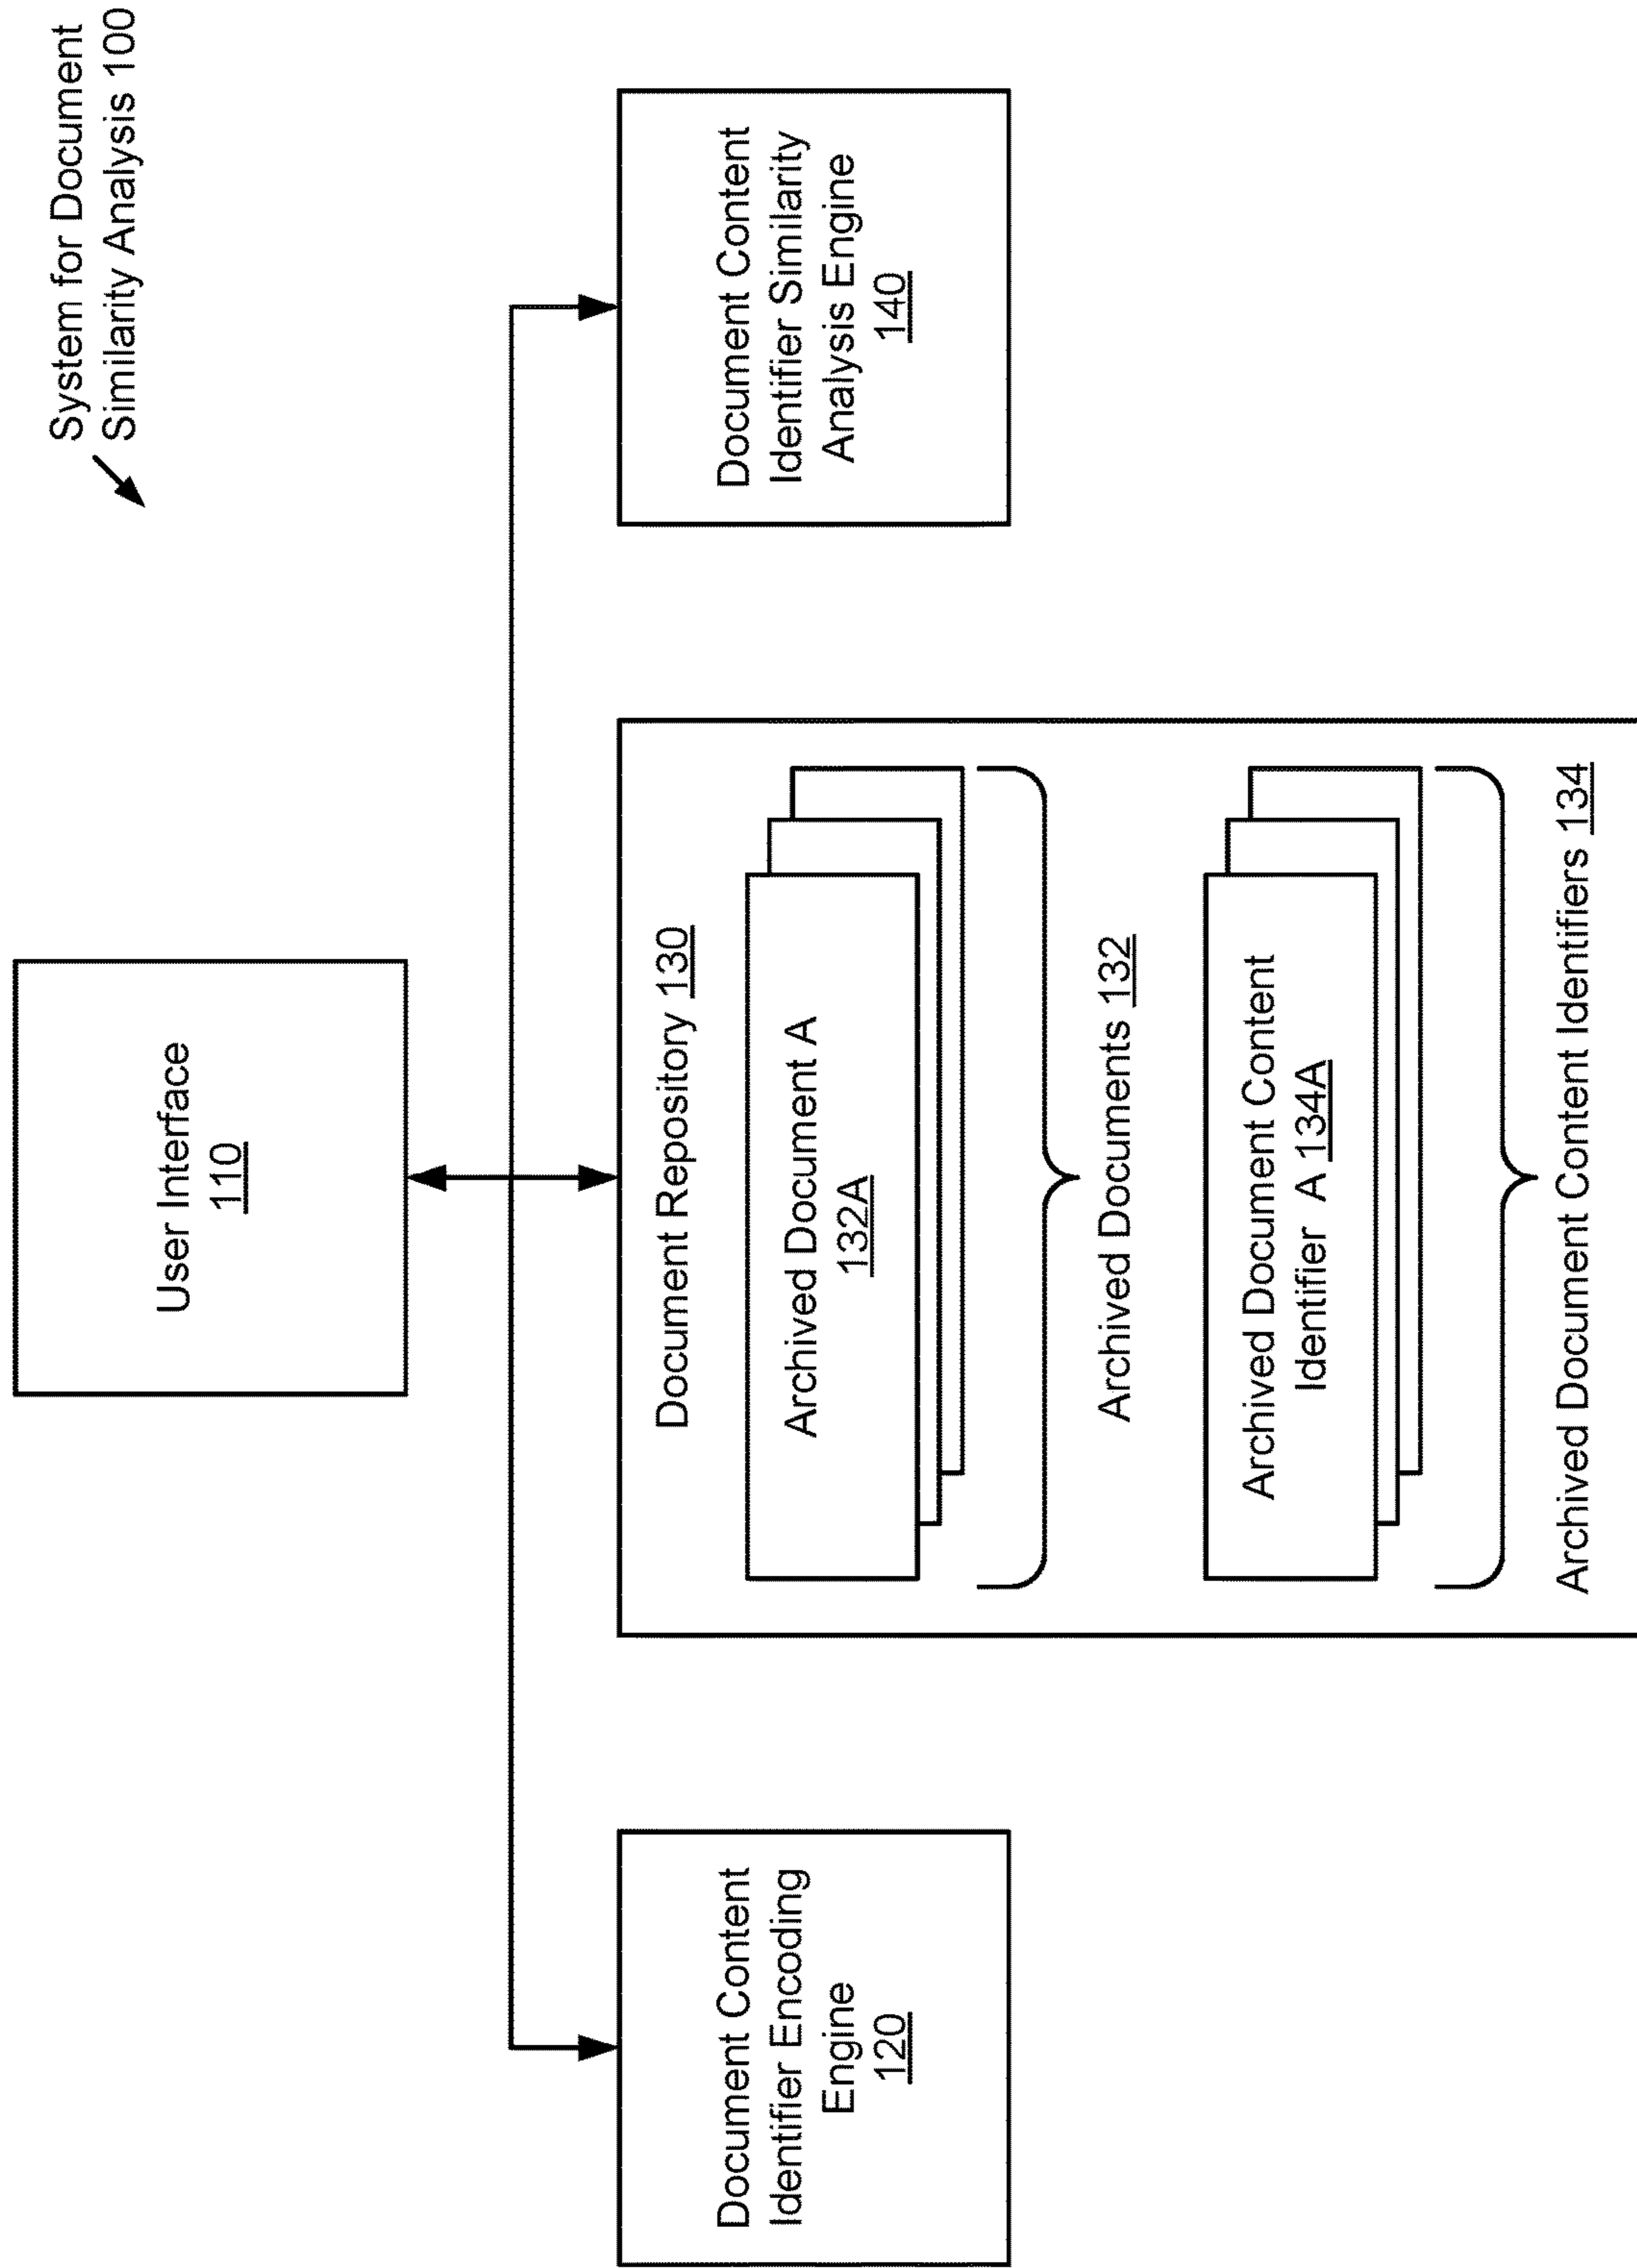 System for Document
Similarity Analysis 100
User Interface
110
Document Content
Identifier Encoding
Engine
120
Document Repository 130
Archived Document A
132A
Archived Documents 132
Archived Document Content
Identifier A 134A
Archived Document Content Identifiers 134
Document Content
Identifier Similarity
Analysis Engine
140